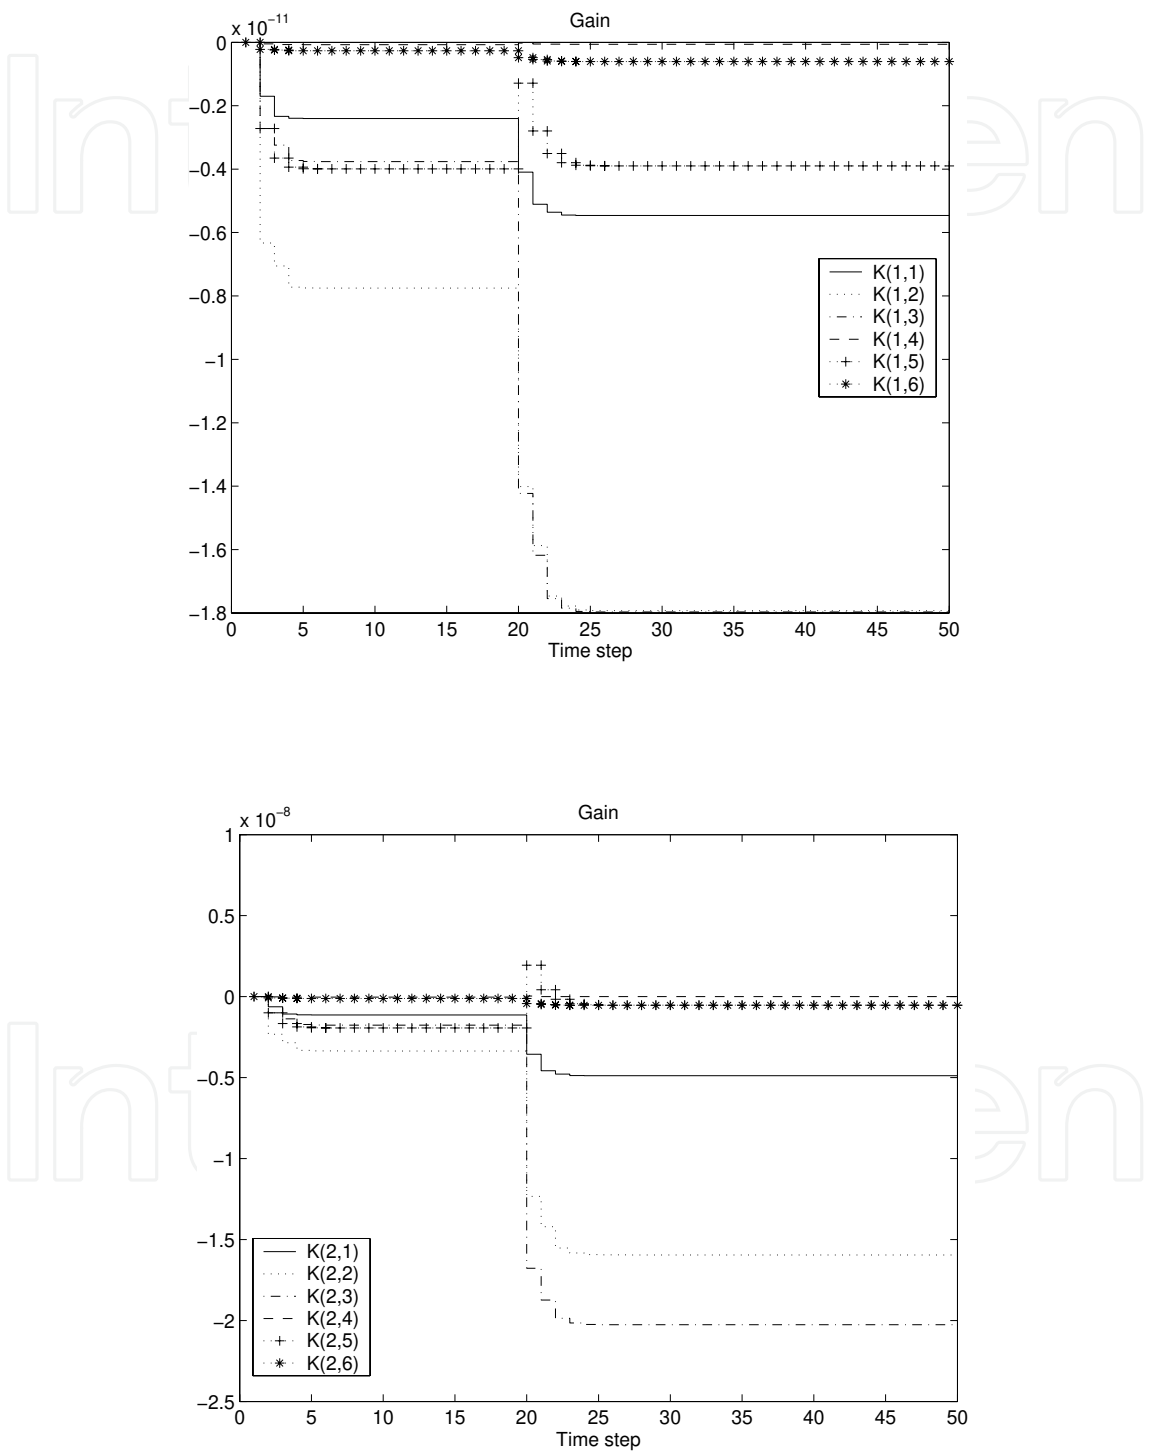 x 10⁻¹¹
Gain
0
−0.2
−0.4
−0.6
−0.8
−1
−1.2
−1.4
−1.6
−1.8
K(1,1)
K(1,2)
K(1,3)
K(1,4)
K(1,5)
K(1,6)
0 5 10 15 20 25 30 35 40 45 50
Time step
x 10⁻⁸
Gain
1
0.5
0
−0.5
−1
−1.5
−2
−2.5
K(2,1)
K(2,2)
K(2,3)
K(2,4)
K(2,5)
K(2,6)
0 5 10 15 20 25 30 35 40 45 50
Time step